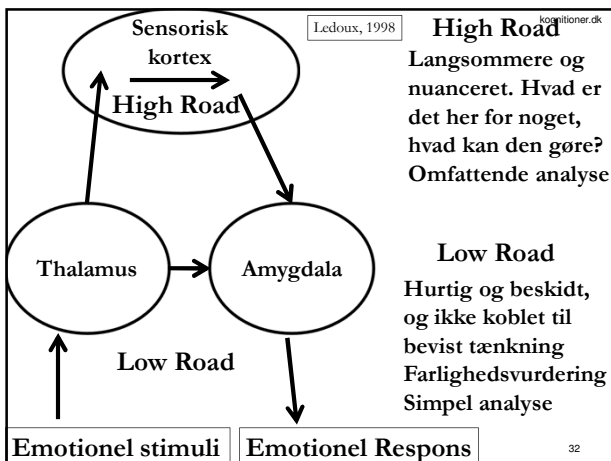 kognitioner.dk
Sensorisk
kortex
High Road
Ledoux, 1998
High Road
Langsommere og
nuanceret. Hvad er
det her for noget,
hvad kan den gøre?
Omfattende analyse
Thalamus
Amygdala
Low Road
Low Road
Hurtig og beskidt,
og ikke koblet til
bevist tænkning
Farlighedsvurdering
Simpel analyse
Emotionel stimuli
Emotionel Respons
32